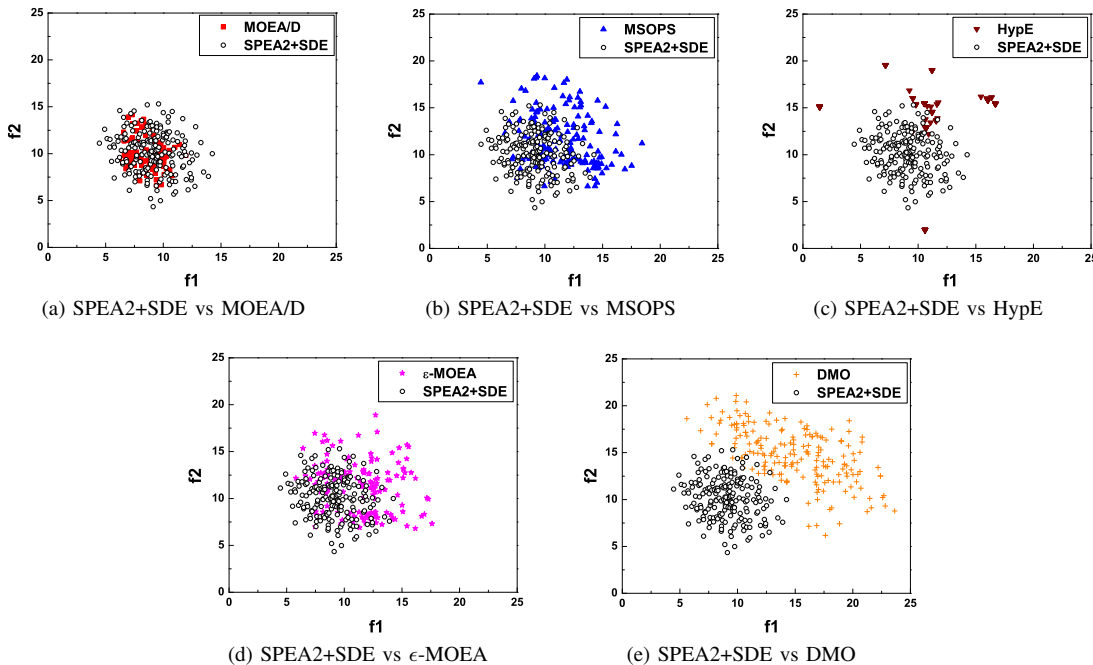 MOEA/D
SPEA2+SDE
25
20
15
10
5
0
f2
0 5 10 15 20 25
f1
(a) SPEA2+SDE vs MOEA/D
MSOPS
SPEA2+SDE
25
20
15
10
5
0
f2
0 5 10 15 20 25
f1
(b) SPEA2+SDE vs MSOPS
HypE
SPEA2+SDE
25
20
15
10
5
0
f2
0 5 10 15 20 25
f1
(c) SPEA2+SDE vs HypE
ε-MOEA
SPEA2+SDE
25
20
15
10
5
0
f2
0 5 10 15 20 25
f1
(d) SPEA2+SDE vs ϵ-MOEA
DMO
SPEA2+SDE
25
20
15
10
5
0
f2
0 5 10 15 20 25
f1
(e) SPEA2+SDE vs DMO